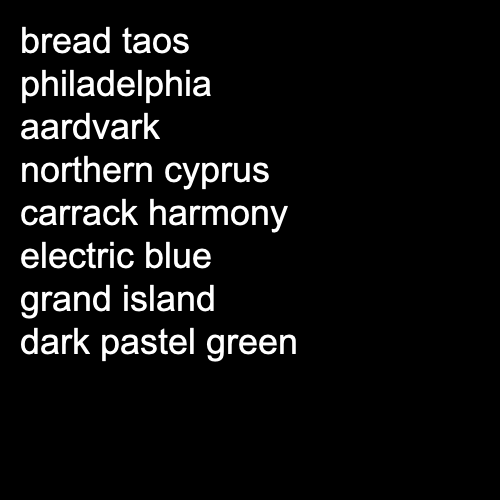 bread taos
philadelphia
aardvark
northern cyprus
carrack harmony
electric blue
grand island
dark pastel green